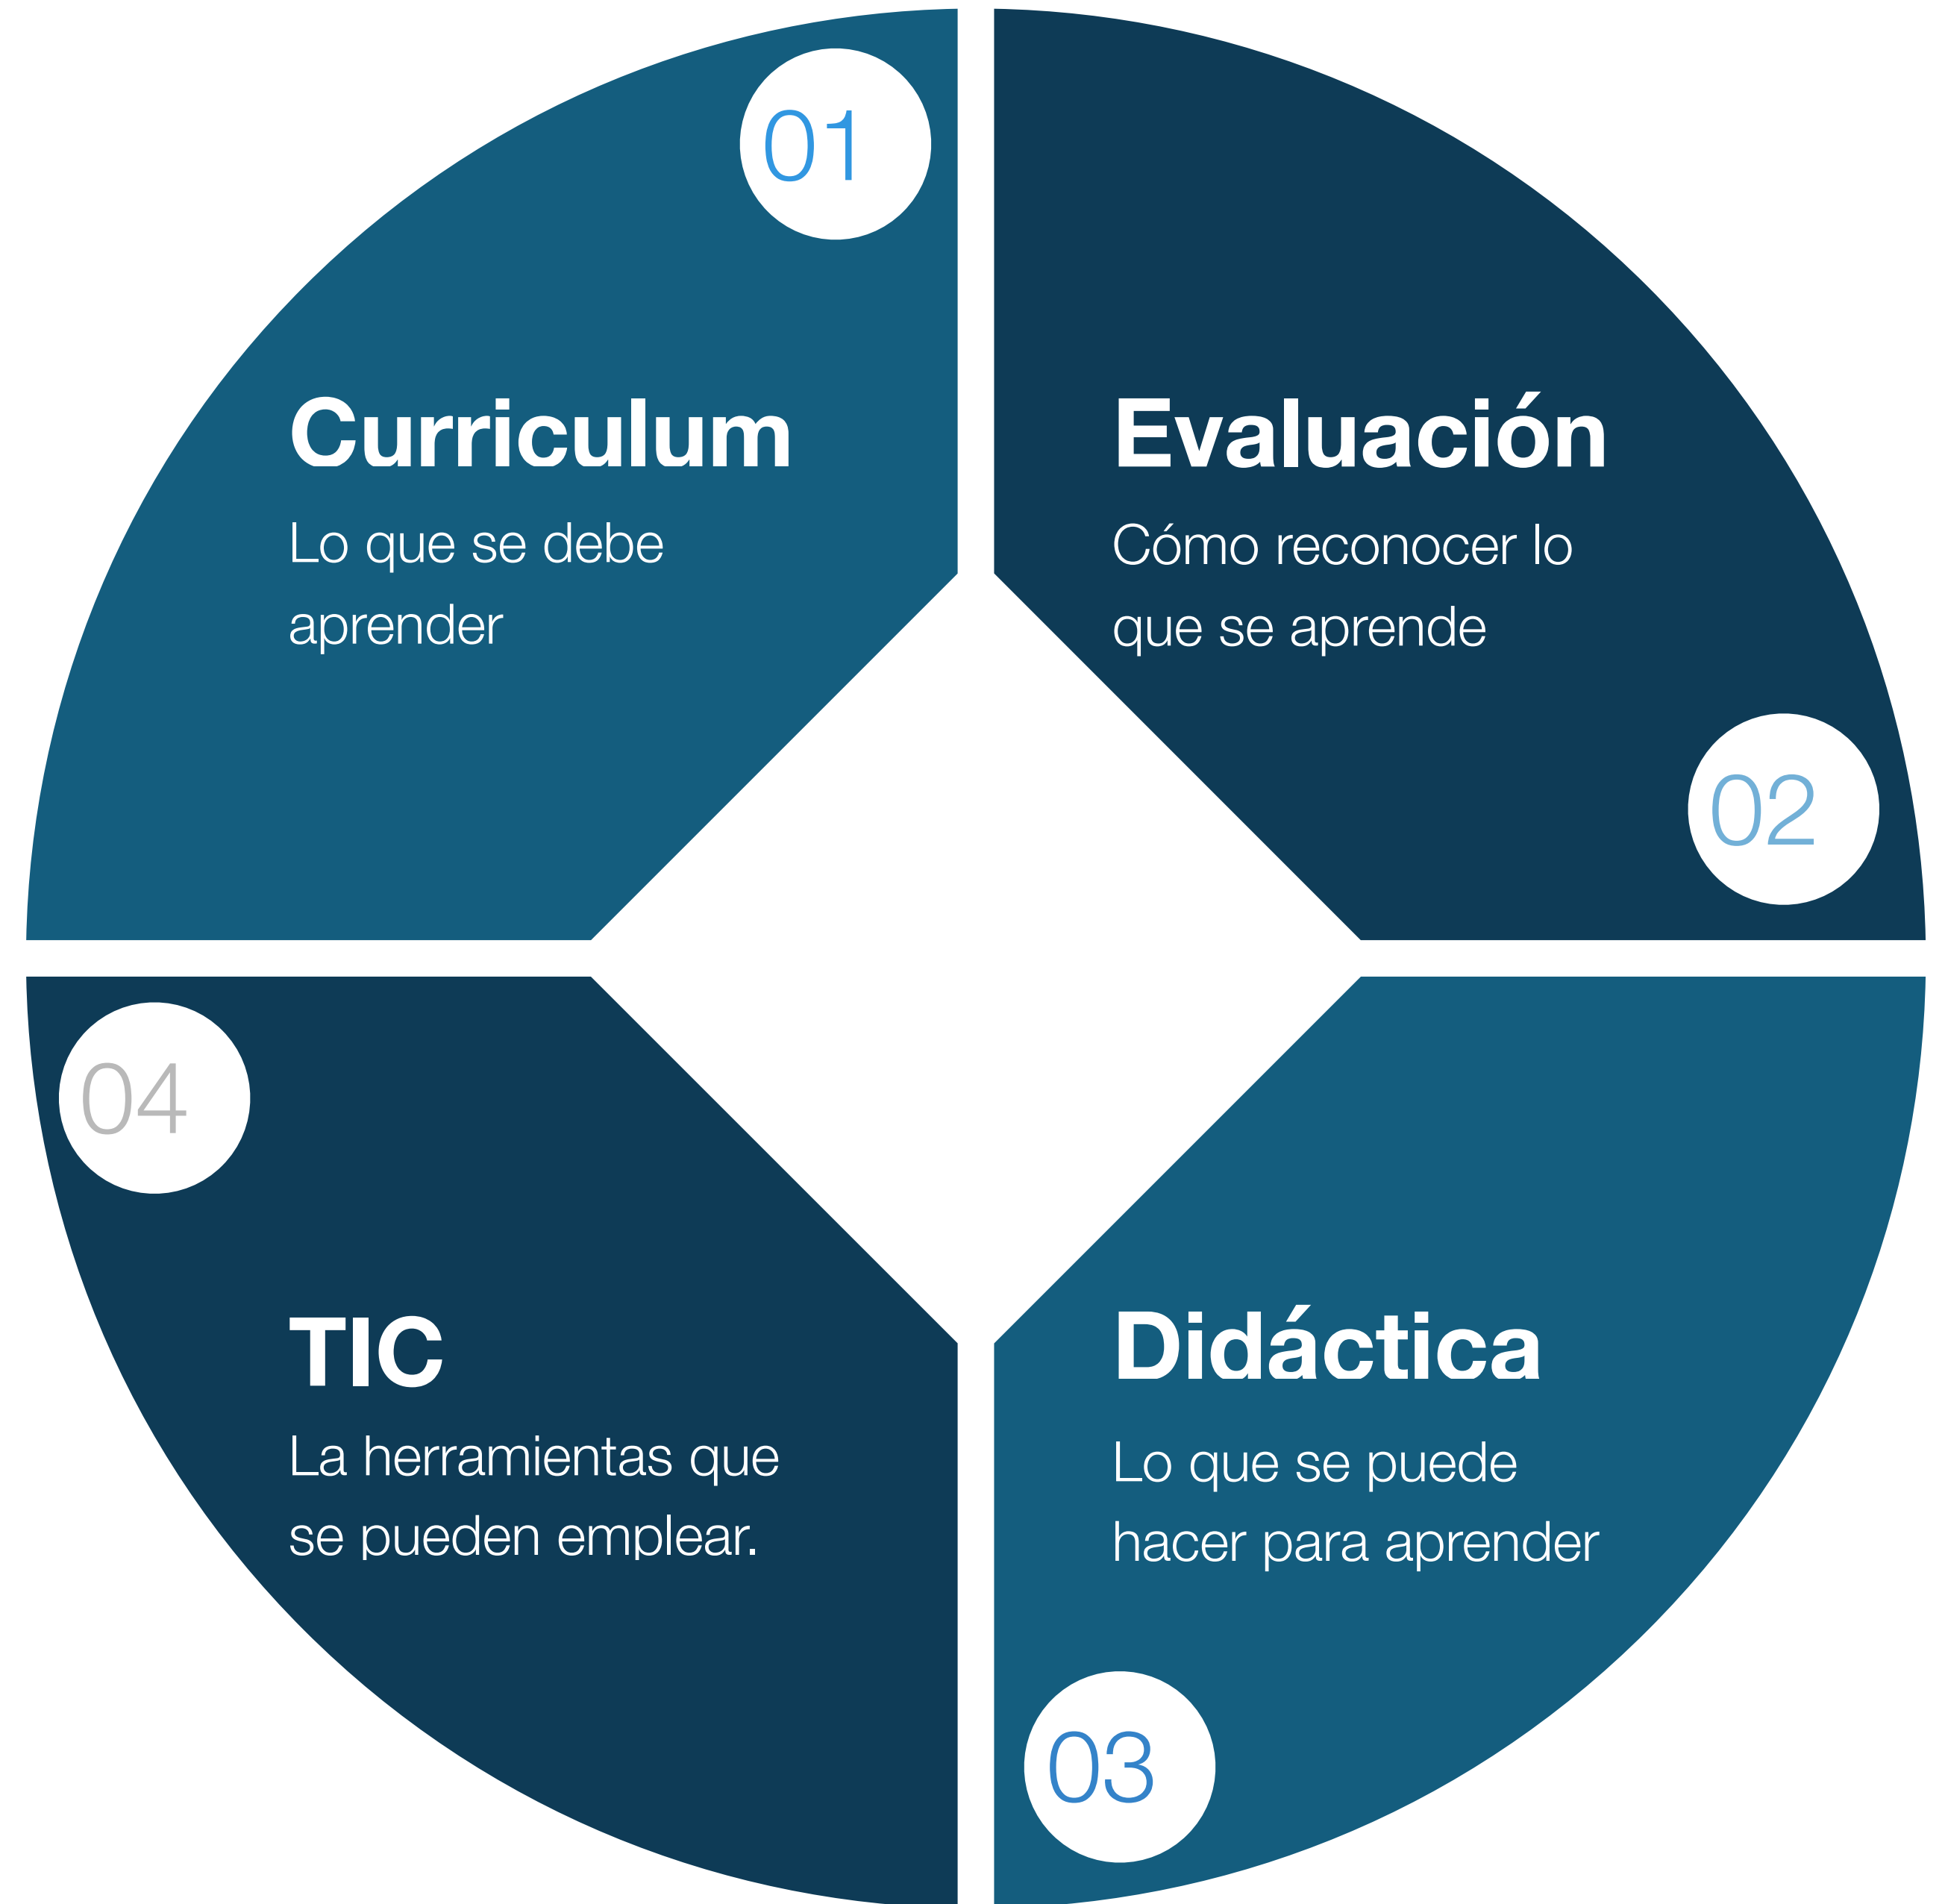 01
Curriculum
Lo que se debe
aprender
Evaluación
Cómo reconocer lo
que se aprende
02
04
TIC
La herramientas que
se pueden emplear.
Didáctica
Lo que se puede
hacer para aprender
03